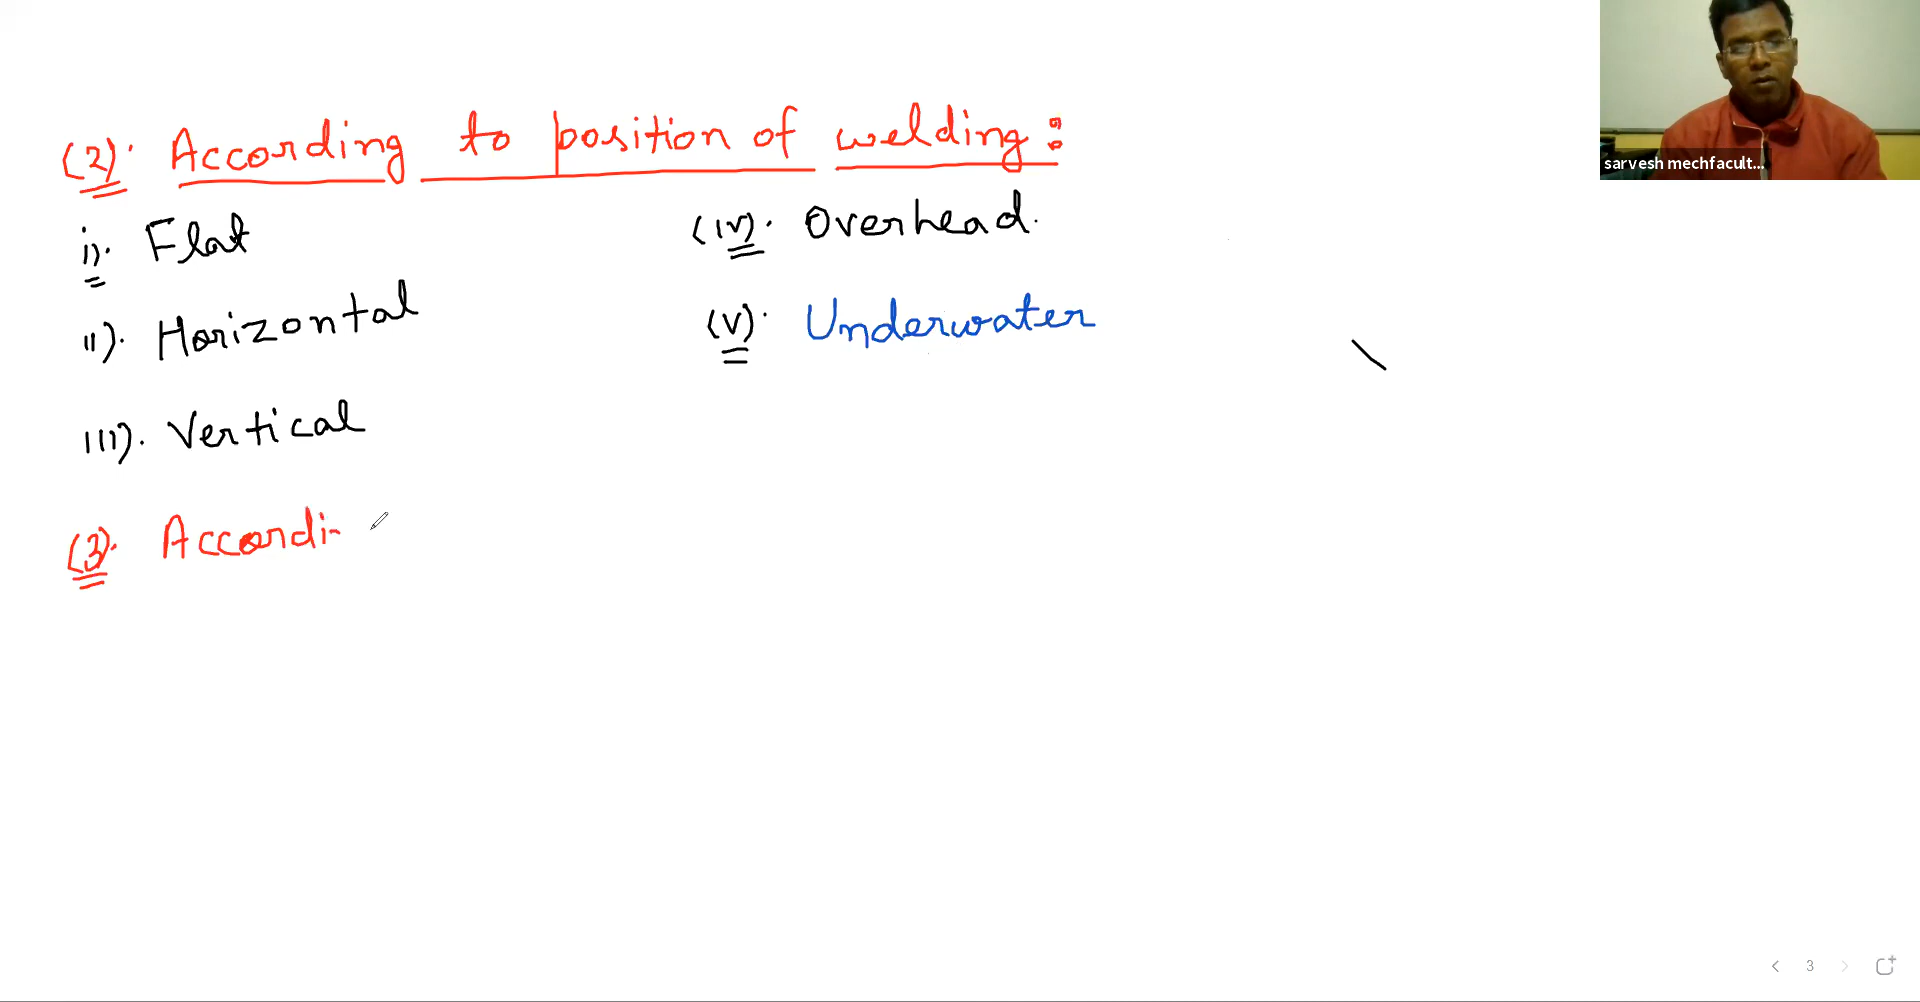 (2). According to position of welding:
i). Flat
(iv). Overhead.
ii). Horizontal
(v). Underwater
iii). Vertical
(3). Accordi
sarvesh mechfacult...
3